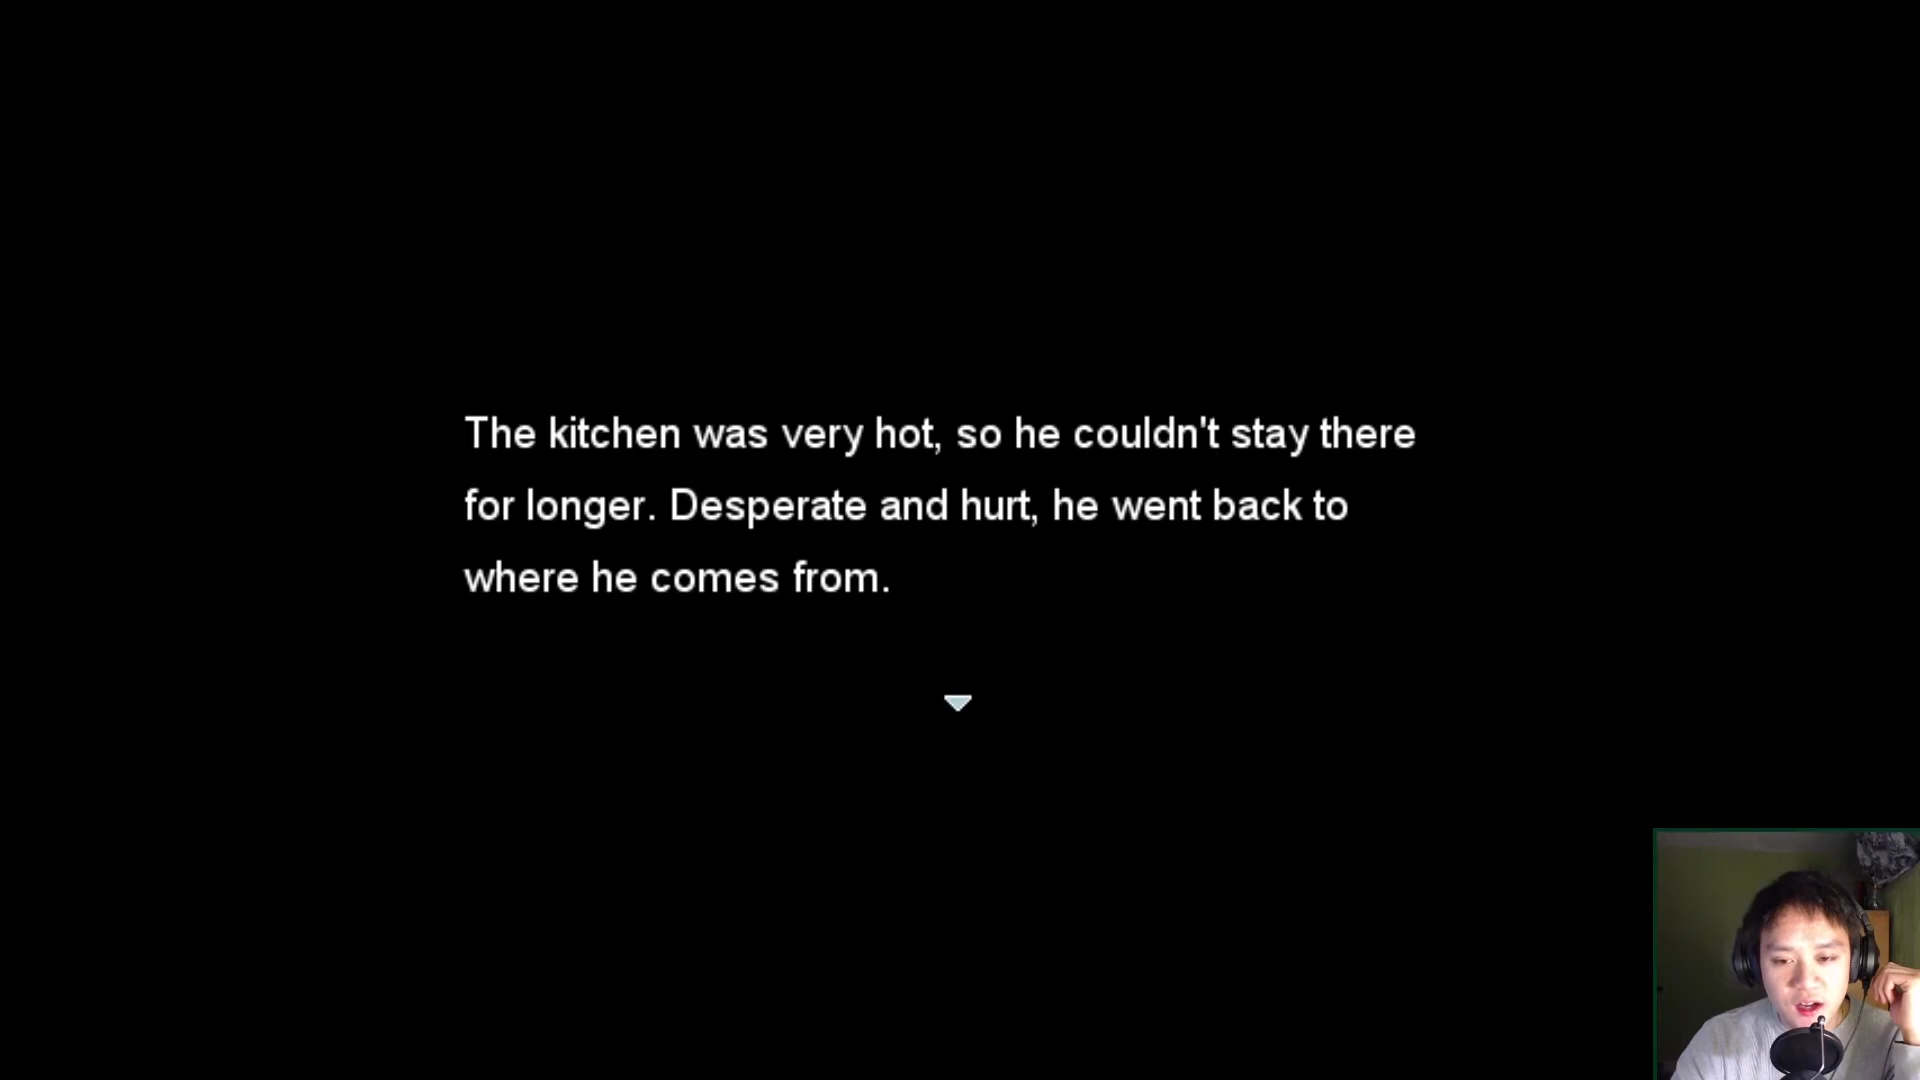 The kitchen was very hot, so he couldn't stay there
for longer. Desperate and hurt, he went back to
where he comes from.